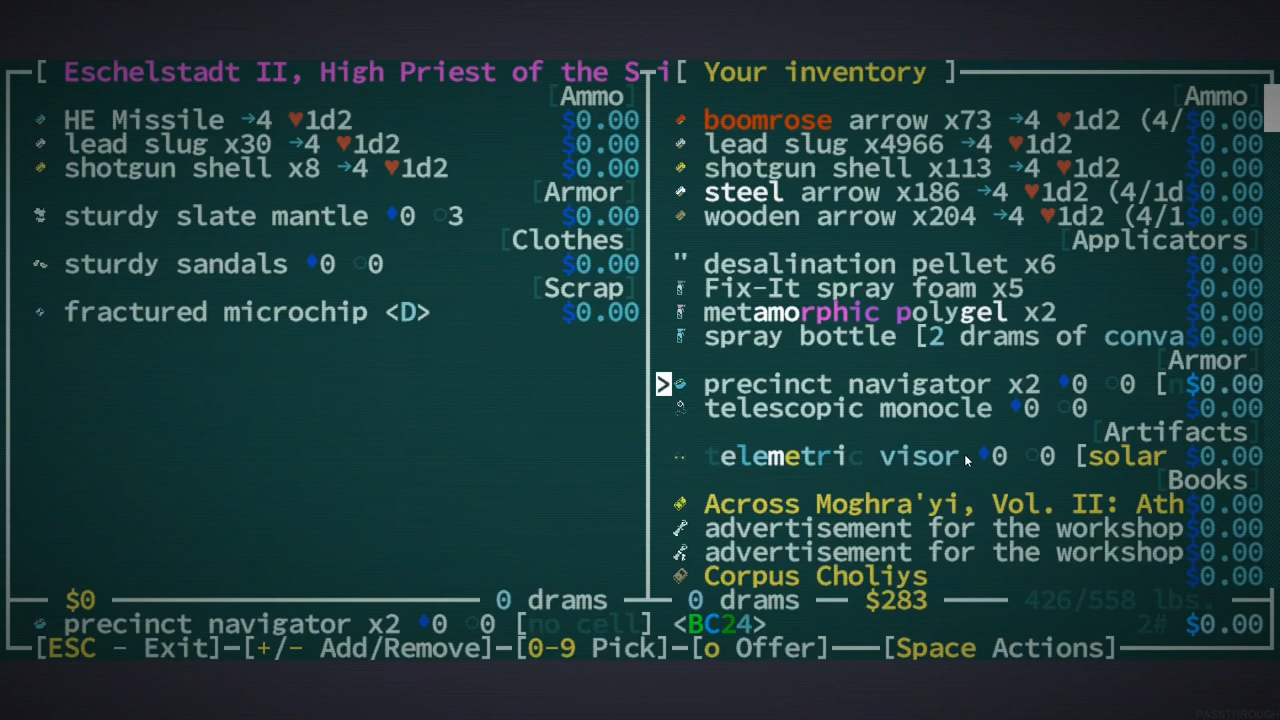 [ Eschelstadt II, High Priest of the S i
[Ammo]
HE Missile →4 ♥1d2 $0.00
lead slug x30 →4 ♥1d2 $0.00
shotgun shell x8 →4 ♥1d2 $0.00
[Armor]
sturdy slate mantle ♦0 ○3 $0.00
[Clothes]
sturdy sandals ♦0 ○0 $0.00
[Scrap]
fractured microchip <D> $0.00
$0 0 drams
[ Your inventory ]
[Ammo]
boomrose arrow x73 →4 ♥1d2 (4/ $0.00
lead slug x4966 →4 ♥1d2 $0.00
shotgun shell x113 →4 ♥1d2 $0.00
steel arrow x186 →4 ♥1d2 (4/1d $0.00
wooden arrow x204 →4 ♥1d2 (4/1 $0.00
[Applicators]
" desalination pellet x6 $0.00
Fix-It spray foam x5 $0.00
metamorphic polygel x2 $0.00
spray bottle [2 drams of conva $0.00
[Armor]
> precinct navigator x2 ♦0 ○0 [n $0.00
telescopic monocle ♦0 ○0 $0.00
[Artifacts]
telemetric visor ♦0 ○0 [solar $0.00
[Books]
Across Moghra'yi, Vol. II: Ath $0.00
advertisement for the workshop $0.00
advertisement for the workshop $0.00
Corpus Choliys $0.00
0 drams $283 426/558 lbs.
precinct navigator x2 ♦0 ○0 [no cell] <BC24> 2# $0.00
[ESC - Exit] [+/- Add/Remove] [0-9 Pick] [o Offer] [Space Actions]